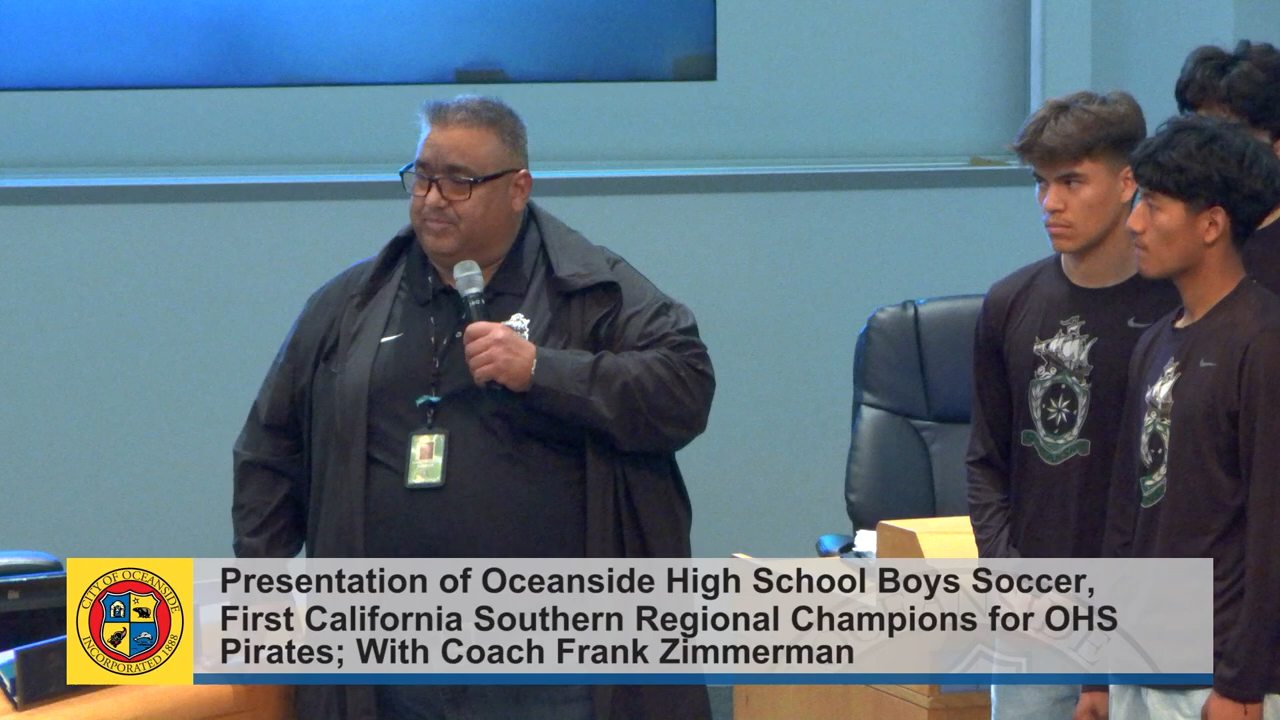 Presentation of Oceanside High School Boys Soccer,
First California Southern Regional Champions for OHS
Pirates; With Coach Frank Zimmerman
CITY OF OCEANSIDE
INCORPORATED 1888